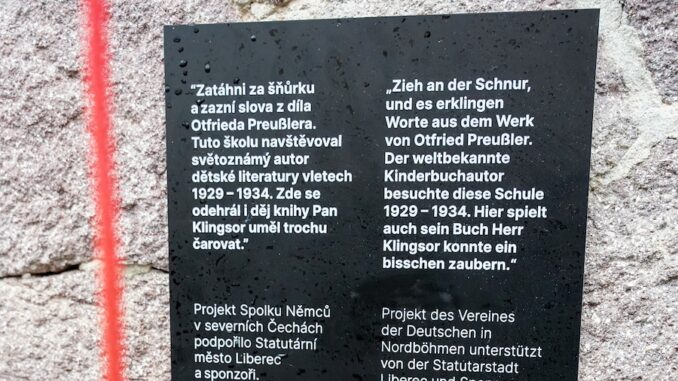 “Zatáhni za šňůrku
a zazní slova z díla
Otfrieda Preußlera.
Tuto školu navštěvoval
světoznámý autor
dětské literatury vletech
1929 – 1934. Zde se
odehrál i děj knihy Pan
Klingsor uměl trochu
čarovat.”
Projekt Spolku Němců
v severních Čechách
podpořilo Statutární
město Liberec
a sponzoři.
„Zieh an der Schnur,
und es erklingen
Worte aus dem Werk
von Otfried Preußler.
Der weltbekannte
Kinderbuchautor
besuchte diese Schule
1929 – 1934. Hier spielt
auch sein Buch Herr
Klingsor konnte ein
bisschen zaubern.“
Projekt des Vereines
der Deutschen in
Nordböhmen unterstützt
von der Statutarstadt
Liberec und